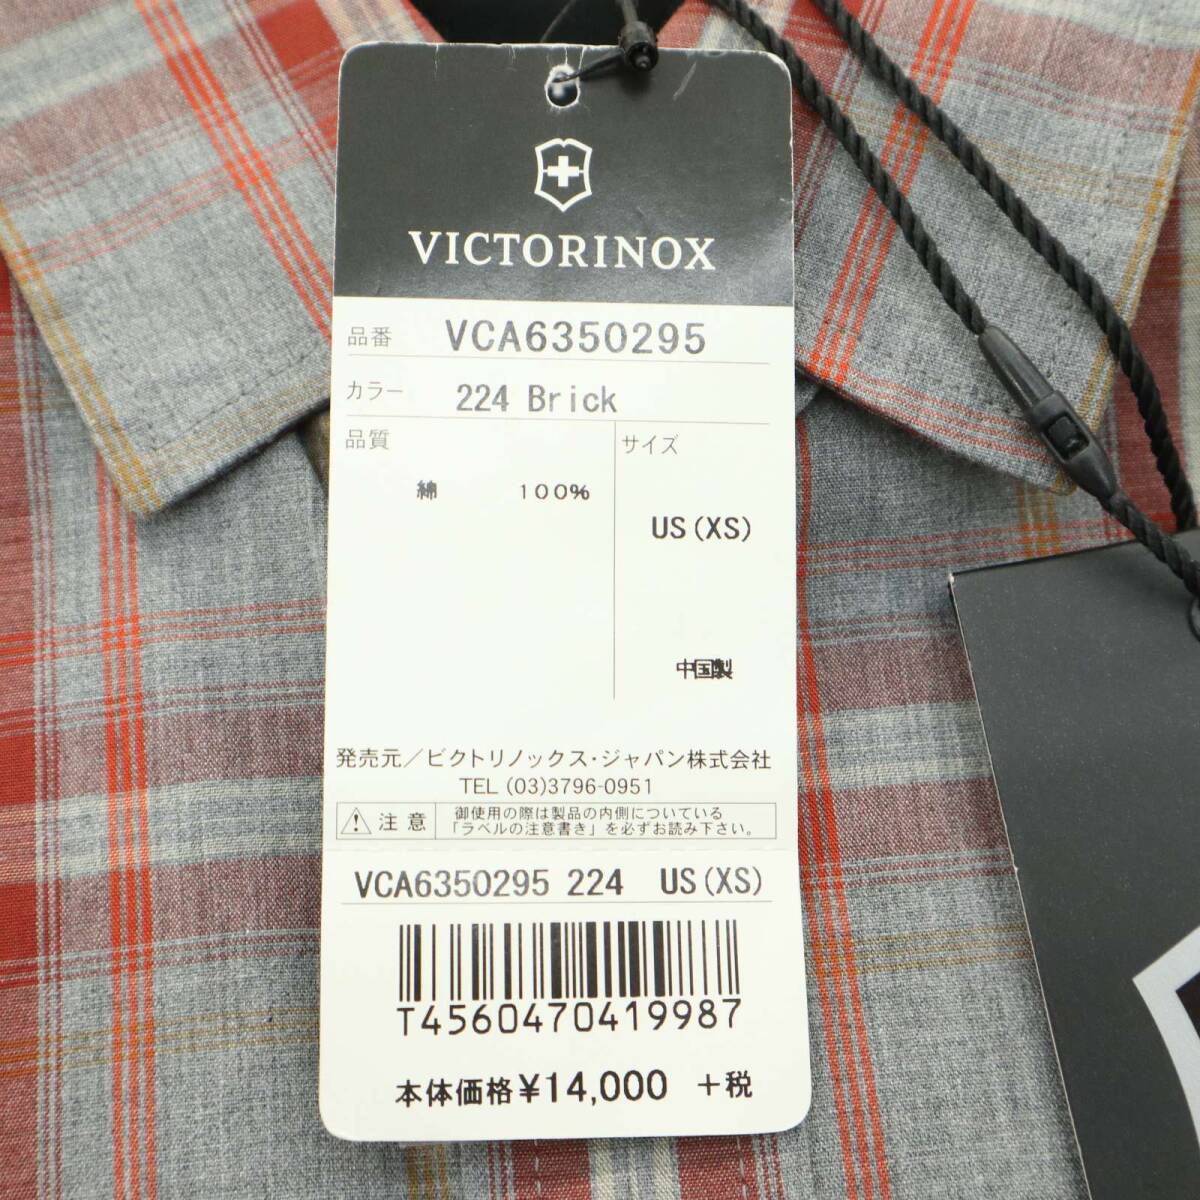 VICTORINOX
品番 VCA6350295
カラー 224 Brick
品質
綿 100%
サイズ
US(XS)
中国製
発売元/ビクトリノックス・ジャパン株式会社
TEL (03)3796-0951
注意
御使用の際は製品の内側についている
「ラベルの注意書き」を必ずお読み下さい。
VCA6350295 224 US(XS)
T4560470419987
本体価格¥14,000 +税